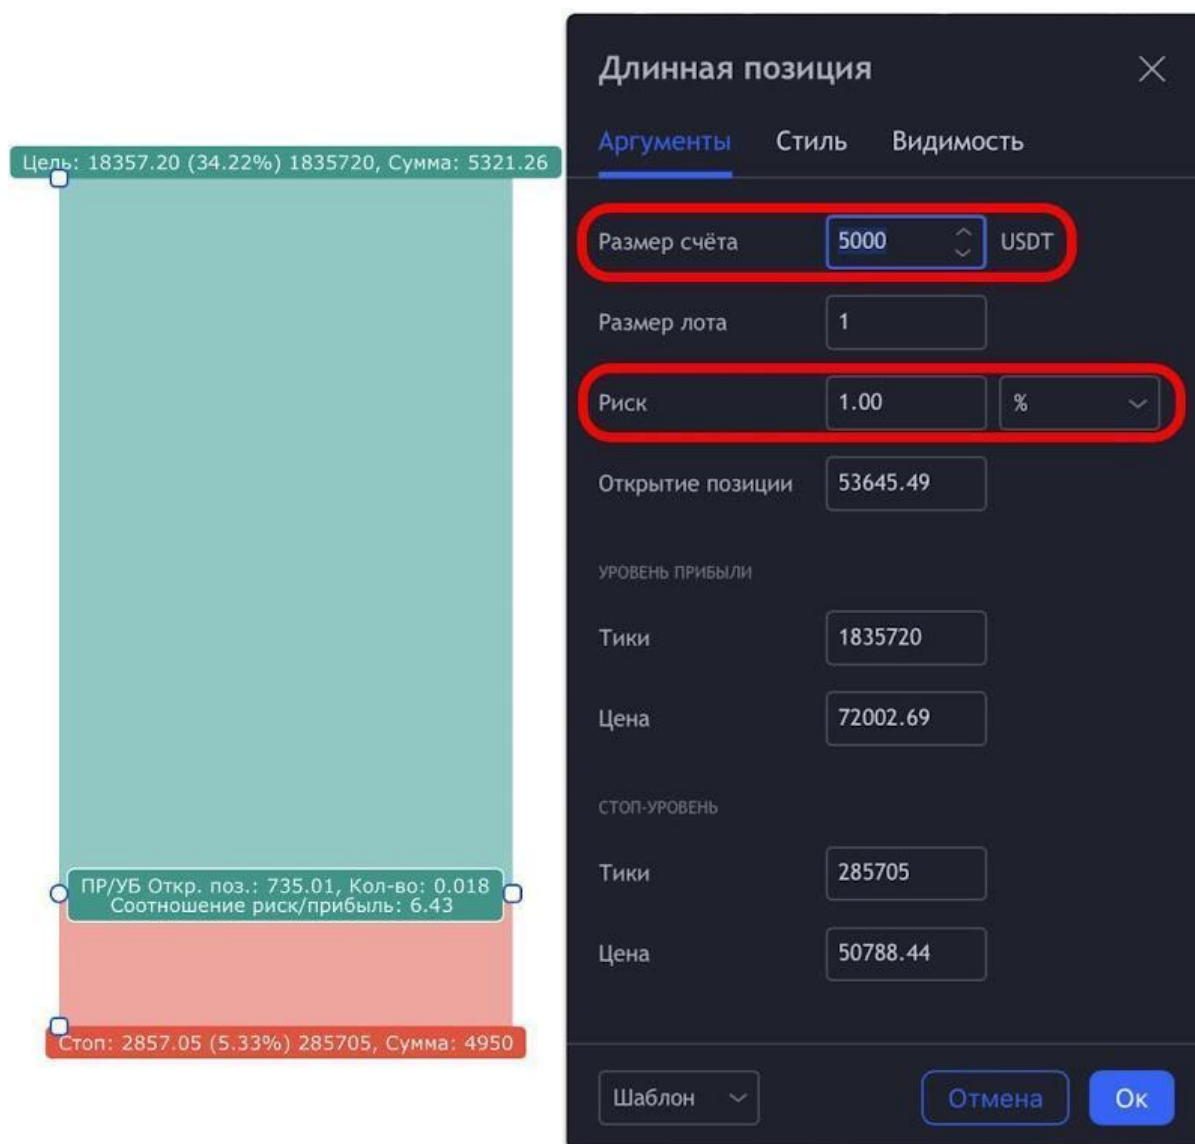 Цель: 18357.20 (34.22%) 1835720, Сумма: 5321.26
ПР/УБ Откр. поз.: 735.01, Кол-во: 0.018
Соотношение риск/прибыль: 6.43
Стоп: 2857.05 (5.33%) 285705, Сумма: 4950
Длинная позиция
Аргументы Стиль Видимость
Размер счёта 5000 USDT
Размер лота 1
Риск 1.00 %
Открытие позиции 53645.49
УРОВЕНЬ ПРИБЫЛИ
Тики 1835720
Цена 72002.69
СТОП-УРОВЕНЬ
Тики 285705
Цена 50788.44
Шаблон Отмена Ок